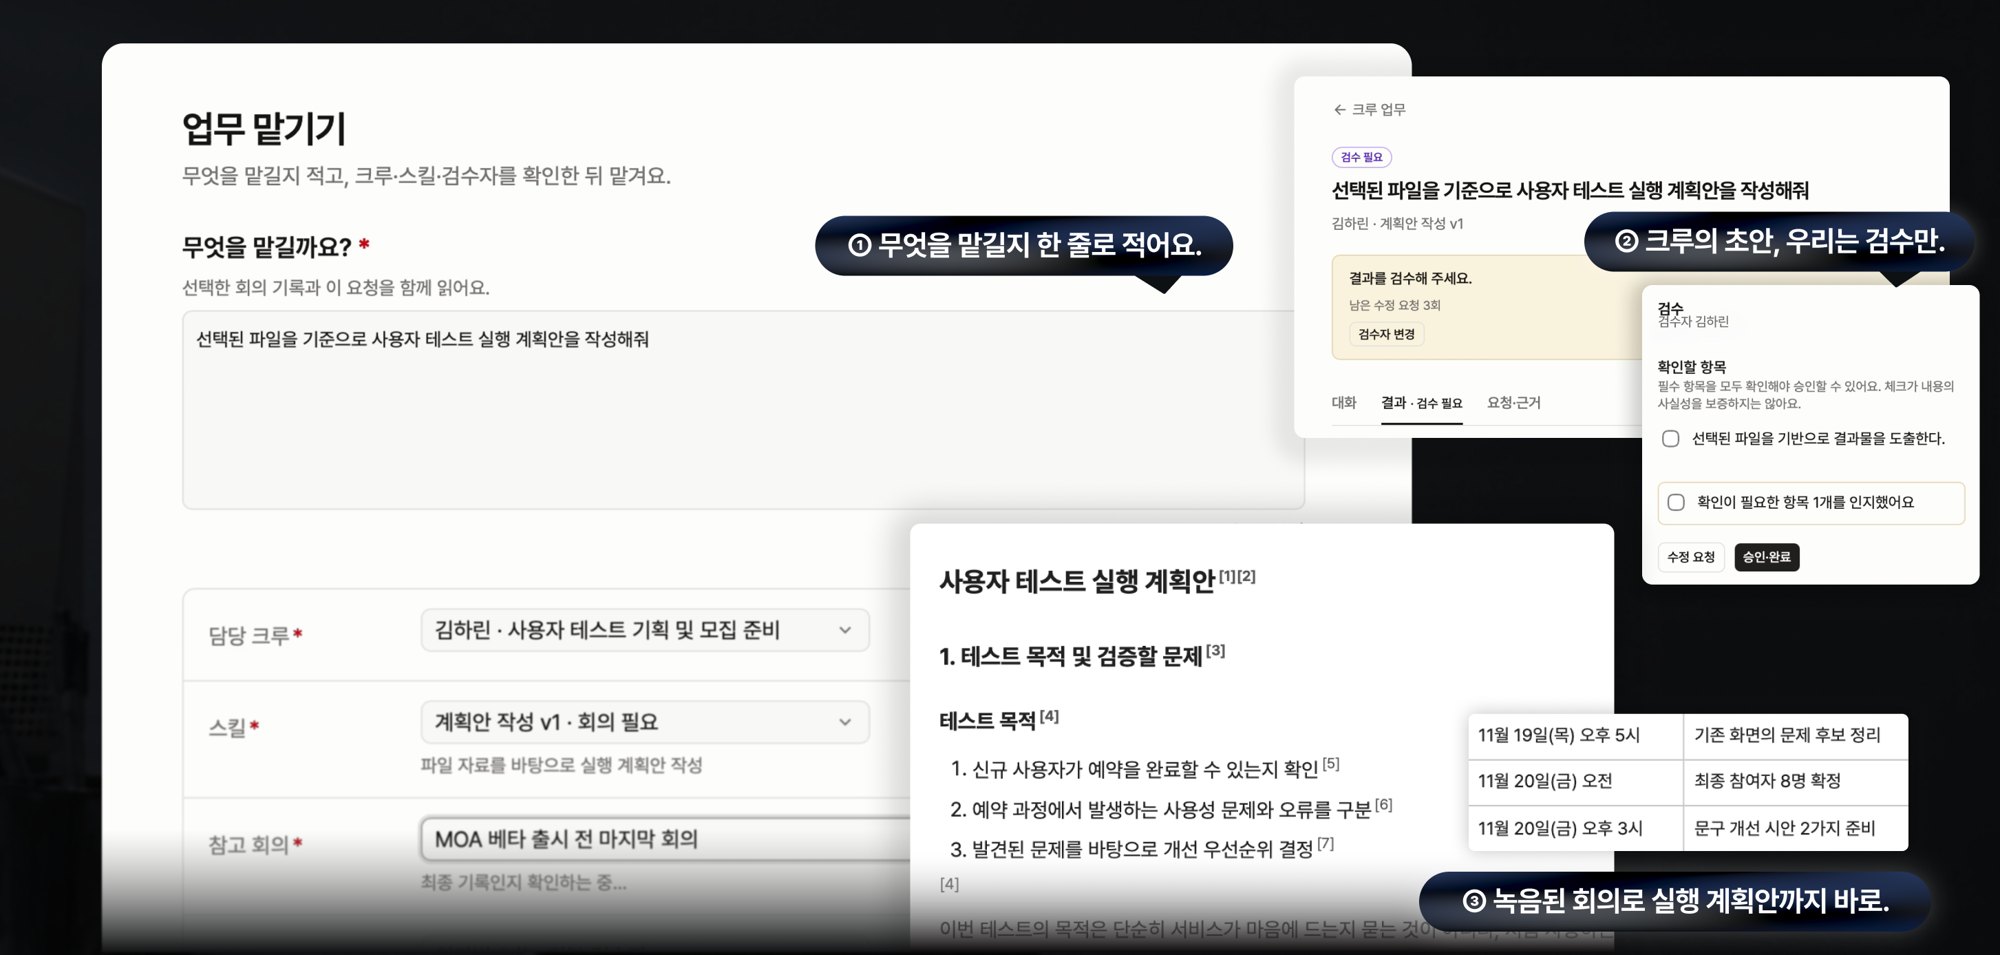 업무 맡기기
무엇을 맡길지 적고, 크루·스킬·검수자를 확인한 뒤 맡겨요.
무엇을 맡길까요? *
선택한 회의 기록과 이 요청을 함께 읽어요.
선택된 파일을 기준으로 사용자 테스트 실행 계획안을 작성해줘
① 무엇을 맡길지 한 줄로 적어요.
담당 크루*
김하린 · 사용자 테스트 기획 및 모집 준비
스킬*
계획안 작성 v1 · 회의 필요
파일 자료를 바탕으로 실행 계획안 작성
참고 회의*
MOA 베타 출시 전 마지막 회의
최종 기록인지 확인하는 중...
← 크루 업무
검수 필요
선택된 파일을 기준으로 사용자 테스트 실행 계획안을 작성해줘
김하린 · 계획안 작성 v1
② 크루의 초안, 우리는 검수만.
결과를 검수해 주세요.
남은 수정 요청 3회
검수자 변경
대화 결과 · 검수 필요 요청·근거
검수
검수자 김하린
확인할 항목
필수 항목을 모두 확인해야 승인할 수 있어요. 체크가 내용의
사실성을 보증하지는 않아요.
선택된 파일을 기반으로 결과물을 도출한다.
확인이 필요한 항목 1개를 인지했어요
수정 요청 승인·완료
사용자 테스트 실행 계획안 [1][2]
1. 테스트 목적 및 검증할 문제 [3]
테스트 목적 [4]
1. 신규 사용자가 예약을 완료할 수 있는지 확인 [5]
2. 예약 과정에서 발생하는 사용성 문제와 오류를 구분 [6]
3. 발견된 문제를 바탕으로 개선 우선순위 결정 [7]
[4]
이번 테스트의 목적은 단순히 서비스가 마음에 드는지 묻는 것이
11월 19일(목) 오후 5시 기존 화면의 문제 후보 정리
11월 20일(금) 오전 최종 참여자 8명 확정
11월 20일(금) 오후 3시 문구 개선 시안 2가지 준비
③ 녹음된 회의로 실행 계획안까지 바로.